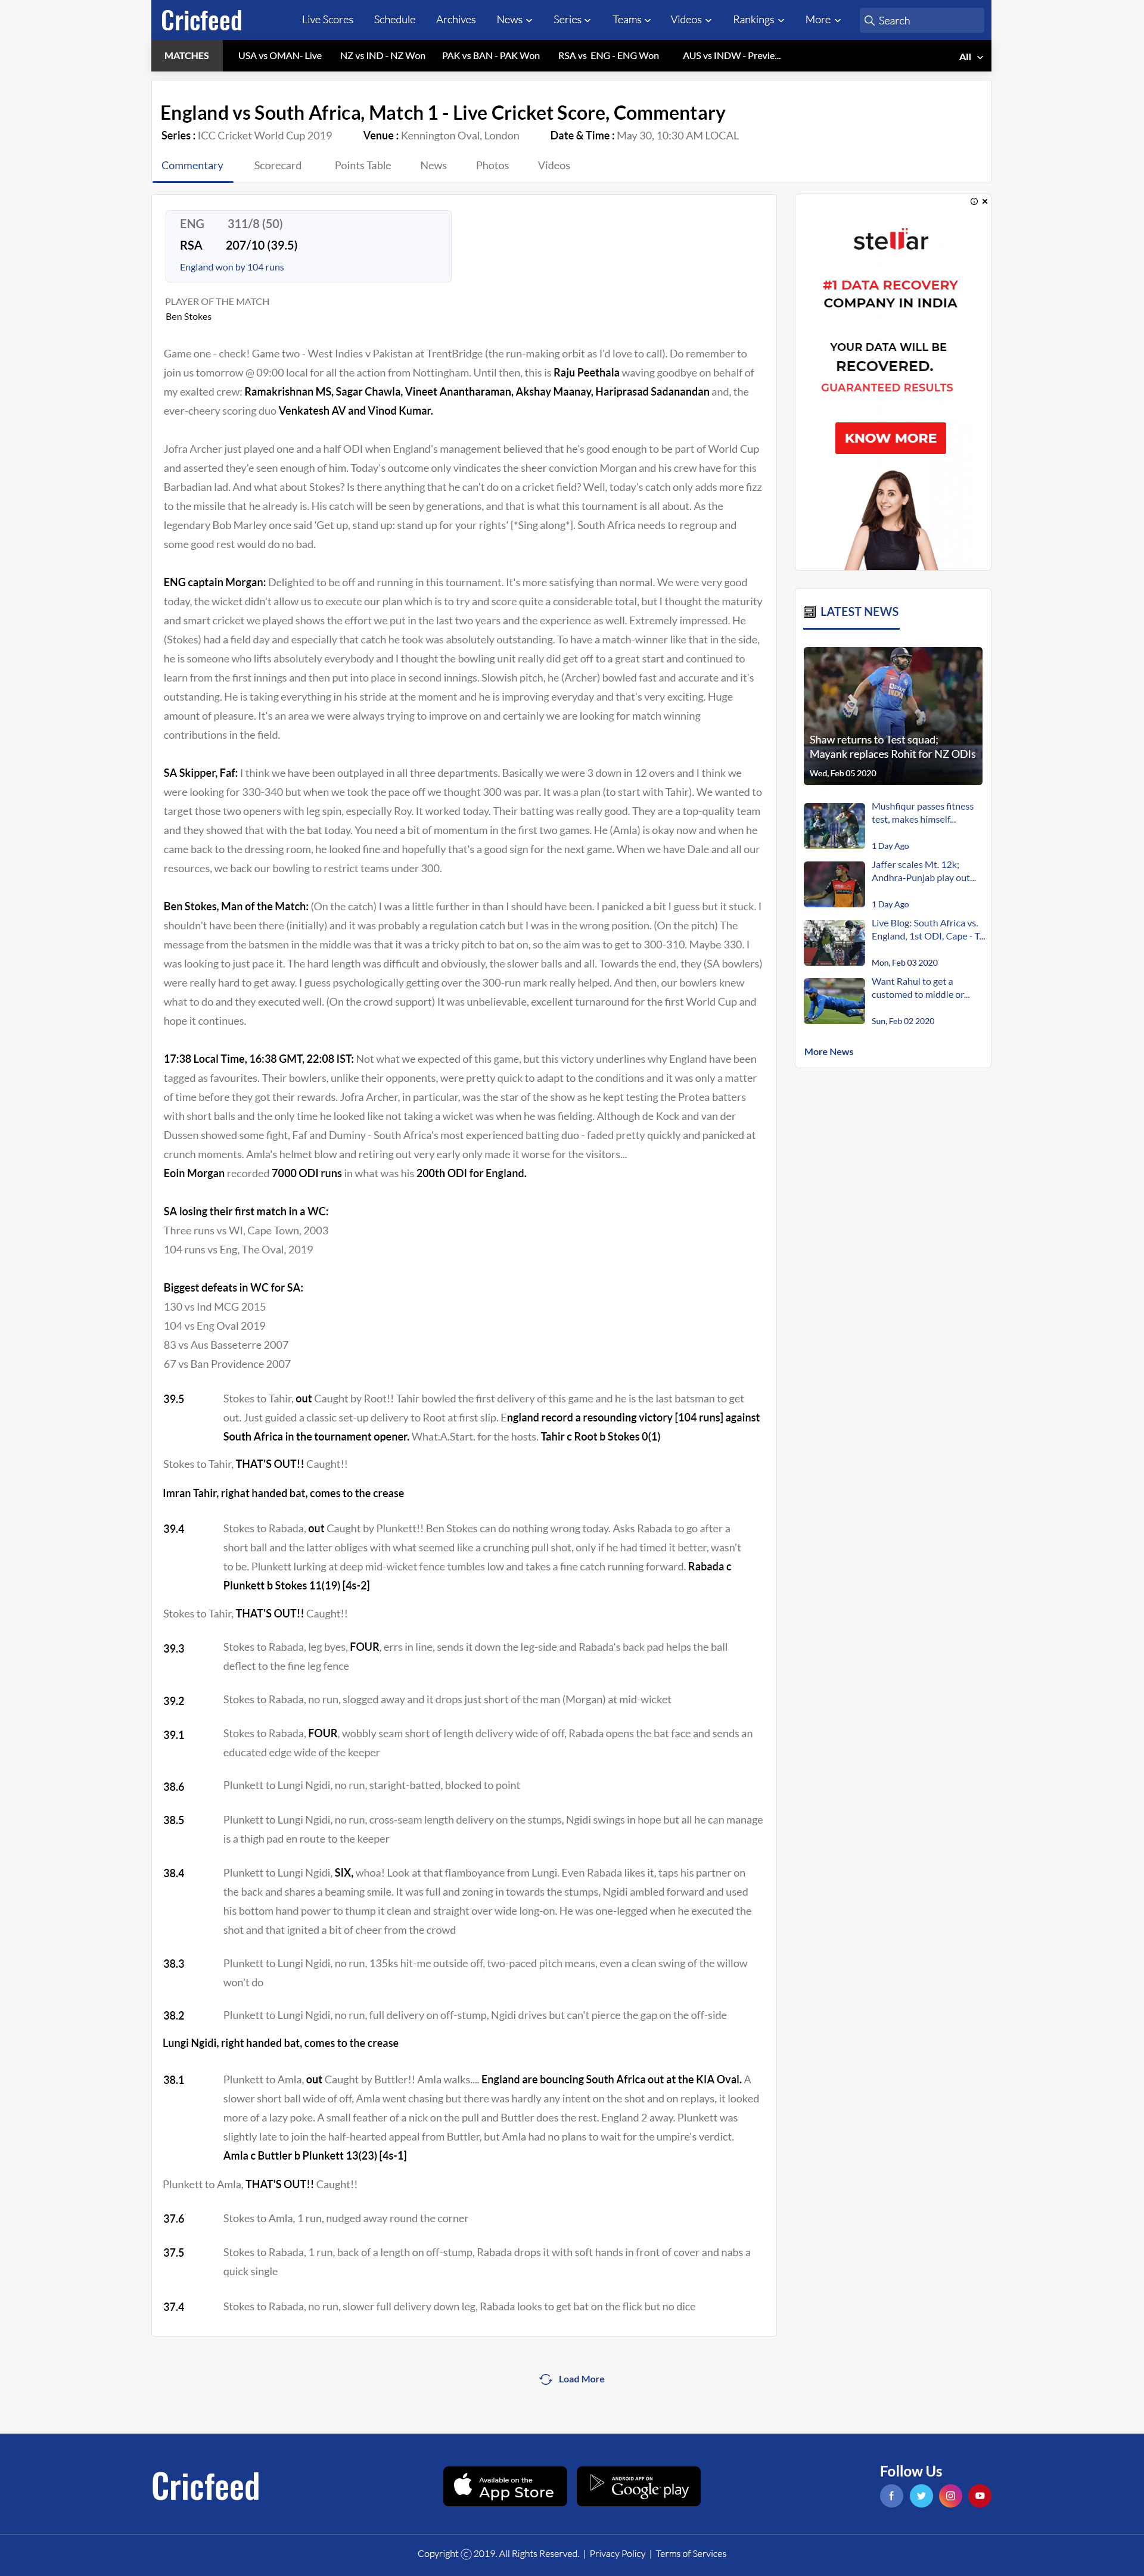 Cricfeed
Live Scores Schedule Archives News Series Teams Videos Rankings More Search
MATCHES USA vs OMAN- Live NZ vs IND - NZ Won PAK vs BAN - PAK Won RSA vs ENG - ENG Won AUS vs INDW - Previe... All
England vs South Africa, Match 1 - Live Cricket Score, Commentary
Series : ICC Cricket World Cup 2019 Venue : Kennington Oval, London Date & Time : May 30, 10:30 AM LOCAL
Commentary Scorecard Points Table News Photos Videos
ENG 311/8 (50)
RSA 207/10 (39.5)
England won by 104 runs
PLAYER OF THE MATCH
Ben Stokes
Game one - check! Game two - West Indies v Pakistan at TrentBridge (the run-making orbit as I'd love to call). Do remember to
join us tomorrow @ 09:00 local for all the action from Nottingham. Until then, this is Raju Peethala waving goodbye on behalf of
my exalted crew: Ramakrishnan MS, Sagar Chawla, Vineet Anantharaman, Akshay Maanay, Hariprasad Sadanandan and, the
ever-cheery scoring duo Venkatesh AV and Vinod Kumar.
Jofra Archer just played one and a half ODI when England's management believed that he's good enough to be part of World Cup
and asserted they've seen enough of him. Today's outcome only vindicates the sheer conviction Morgan and his crew have for this
Barbadian lad. And what about Stokes? Is there anything that he can't do on a cricket field? Well, today's catch only adds more fizz
to the missile that he already is. His catch will be seen by generations, and that is what this tournament is all about. As the
legendary Bob Marley once said 'Get up, stand up: stand up for your rights' [*Sing along*]. South Africa needs to regroup and
some good rest would do no bad.
ENG captain Morgan: Delighted to be off and running in this tournament. It's more satisfying than normal. We were very good
today, the wicket didn't allow us to execute our plan which is to try and score quite a considerable total, but I thought the maturity
and smart cricket we played shows the effort we put in the last two years and the experience as well. Extremely impressed. He
(Stokes) had a field day and especially that catch he took was absolutely outstanding. To have a match-winner like that in the side,
he is someone who lifts absolutely everybody and I thought the bowling unit really did get off to a great start and continued to
learn from the first innings and then put into place in second innings. Slowish pitch, he (Archer) bowled fast and accurate and it's
outstanding. He is taking everything in his stride at the moment and he is improving everyday and that's very exciting. Huge
amount of pleasure. It's an area we were always trying to improve on and certainly we are looking for match winning
contributions in the field.
SA Skipper, Faf: I think we have been outplayed in all three departments. Basically we were 3 down in 12 overs and I think we
were looking for 330-340 but when we took the pace off we thought 300 was par. It was a plan (to start with Tahir). We wanted to
target those two openers with leg spin, especially Roy. It worked today. Their batting was really good. They are a top-quality team
and they showed that with the bat today. You need a bit of momentum in the first two games. He (Amla) is okay now and when he
came back to the dressing room, he looked fine and hopefully that's a good sign for the next game. When we have Dale and all our
resources, we back our bowling to restrict teams under 300.
Ben Stokes, Man of the Match: (On the catch) I was a little further in than I should have been. I panicked a bit I guess but it stuck. I
shouldn't have been there (initially) and it was probably a regulation catch but I was in the wrong position. (On the pitch) The
message from the batsmen in the middle was that it was a tricky pitch to bat on, so the aim was to get to 300-310. Maybe 330. I
was not used to pace it. The hard length was difficult and obviously, the slower balls and all. Towards the end, they (SA bowlers)
were really hard to get away. I guess psychologically getting over the 300-run mark really helped. And then, our bowlers knew
what to do and they executed well. (On the crowd support) It was unbelievable, excellent turnaround for the first World Cup and
hope it continues.
17:38 Local Time, 16:38 GMT, 22:08 IST: Not what we expected of this game, but this victory underlines why England have been
tagged as favourites. Their bowlers, unlike their opponents, were pretty quick to adapt to the conditions and it was only a matter
of time before they got their rewards. Jofra Archer, in particular, was the star of the show as he kept testing the Protea batters
with short balls and the only time he looked like not taking a wicket was when he was fielding. Although de Kock and van der
Dussen showed some fight, Faf and Duminy - South Africa's most experienced batting duo - faded pretty quickly and panicked at
crunch moments. Amla's helmet blow and retiring out very early only made it worse for the visitors...
Eoin Morgan recorded 7000 ODI runs in what was his 200th ODI for England.
SA losing their first match in a WC:
Three runs vs WI, Cape Town, 2003
104 runs vs Eng, The Oval, 2019
Biggest defeats in WC for SA:
130 vs Ind MCG 2015
104 vs Eng Oval 2019
83 vs Aus Basseterre 2007
67 vs Ban Providence 2007
39.5 Stokes to Tahir, out Caught by Root!! Tahir bowled the first delivery of this game and he is the last batsman to get
out. Just guided a classic set-up delivery to Root at first slip. England record a resounding victory [104 runs] against
South Africa in the tournament opener. What.A.Start. for the hosts. Tahir c Root b Stokes 0(1)
Stokes to Tahir, THAT'S OUT!! Caught!!
Imran Tahir, righat handed bat, comes to the crease
39.4 Stokes to Rabada, out Caught by Plunkett!! Ben Stokes can do nothing wrong today. Asks Rabada to go after a
short ball and the latter obliges with what seemed like a crunching pull shot, only if he had timed it better, wasn't
to be. Plunkett lurking at deep mid-wicket fence tumbles low and takes a fine catch running forward. Rabada c
Plunkett b Stokes 11(19) [4s-2]
Stokes to Tahir, THAT'S OUT!! Caught!!
39.3 Stokes to Rabada, leg byes, FOUR, errs in line, sends it down the leg-side and Rabada's back pad helps the ball
deflect to the fine leg fence
39.2 Stokes to Rabada, no run, slogged away and it drops just short of the man (Morgan) at mid-wicket
39.1 Stokes to Rabada, FOUR, wobbly seam short of length delivery wide of off, Rabada opens the bat face and sends an
educated edge wide of the keeper
38.6 Plunkett to Lungi Ngidi, no run, staright-batted, blocked to point
38.5 Plunkett to Lungi Ngidi, no run, cross-seam length delivery on the stumps, Ngidi swings in hope but all he can manage
is a thigh pad en route to the keeper
38.4 Plunkett to Lungi Ngidi, SIX, whoa! Look at that flamboyance from Lungi. Even Rabada likes it, taps his partner on
the back and shares a beaming smile. It was full and zoning in towards the stumps, Ngidi ambled forward and used
his bottom hand power to thump it clean and straight over wide long-on. He was one-legged when he executed the
shot and that ignited a bit of cheer from the crowd
38.3 Plunkett to Lungi Ngidi, no run, 135ks hit-me outside off, two-paced pitch means, even a clean swing of the willow
won't do
38.2 Plunkett to Lungi Ngidi, no run, full delivery on off-stump, Ngidi drives but can't pierce the gap on the off-side
Lungi Ngidi, right handed bat, comes to the crease
38.1 Plunkett to Amla, out Caught by Buttler!! Amla walks.... England are bouncing South Africa out at the KIA Oval. A
slower short ball wide of off, Amla went chasing but there was hardly any intent on the shot and on replays, it looked
more of a lazy poke. A small feather of a nick on the pull and Buttler does the rest. England 2 away. Plunkett was
slightly late to join the half-hearted appeal from Buttler, but Amla had no plans to wait for the umpire's verdict.
Amla c Buttler b Plunkett 13(23) [4s-1]
Plunkett to Amla, THAT'S OUT!! Caught!!
37.6 Stokes to Amla, 1 run, nudged away round the corner
37.5 Stokes to Rabada, 1 run, back of a length on off-stump, Rabada drops it with soft hands in front of cover and nabs a
quick single
37.4 Stokes to Rabada, no run, slower full delivery down leg, Rabada looks to get bat on the flick but no dice
Load More
stellar
#1 DATA RECOVERY
COMPANY IN INDIA
YOUR DATA WILL BE
RECOVERED.
GUARANTEED RESULTS
KNOW MORE
LATEST NEWS
Shaw returns to Test squad;
Mayank replaces Rohit for NZ ODIs
Wed, Feb 05 2020
Mushfiqur passes fitness
test, makes himself...
1 Day Ago
Jaffer scales Mt. 12k;
Andhra-Punjab play out...
1 Day Ago
Live Blog: South Africa vs.
England, 1st ODI, Cape - T...
Mon, Feb 03 2020
Want Rahul to get a
customed to middle or...
Sun, Feb 02 2020
More News
Cricfeed
Available on the
App Store
ANDROID APP ON
Google play
Follow Us
Copyright © 2019. All Rights Reserved. | Privacy Policy | Terms of Services